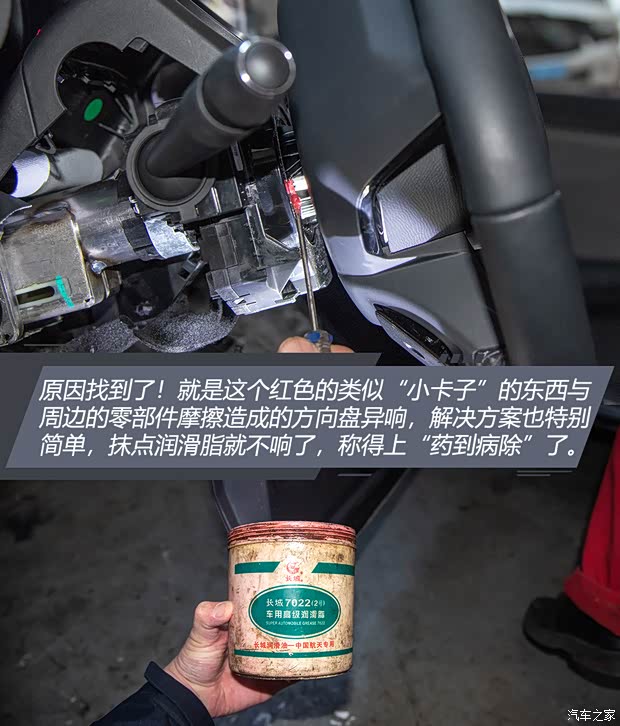 原因找到了！就是这个红色的类似“小卡子”的东西与
周边的零部件摩擦造成的方向盘异响，解决方案也特别
简单，抹点润滑脂就不响了，称得上“药到病除”了。
长城
长城 7022(2号)
车用高级润滑脂
SUPER AUTOMOBILE GREASE 7022
长城润滑油—中国航天专用
汽车之家